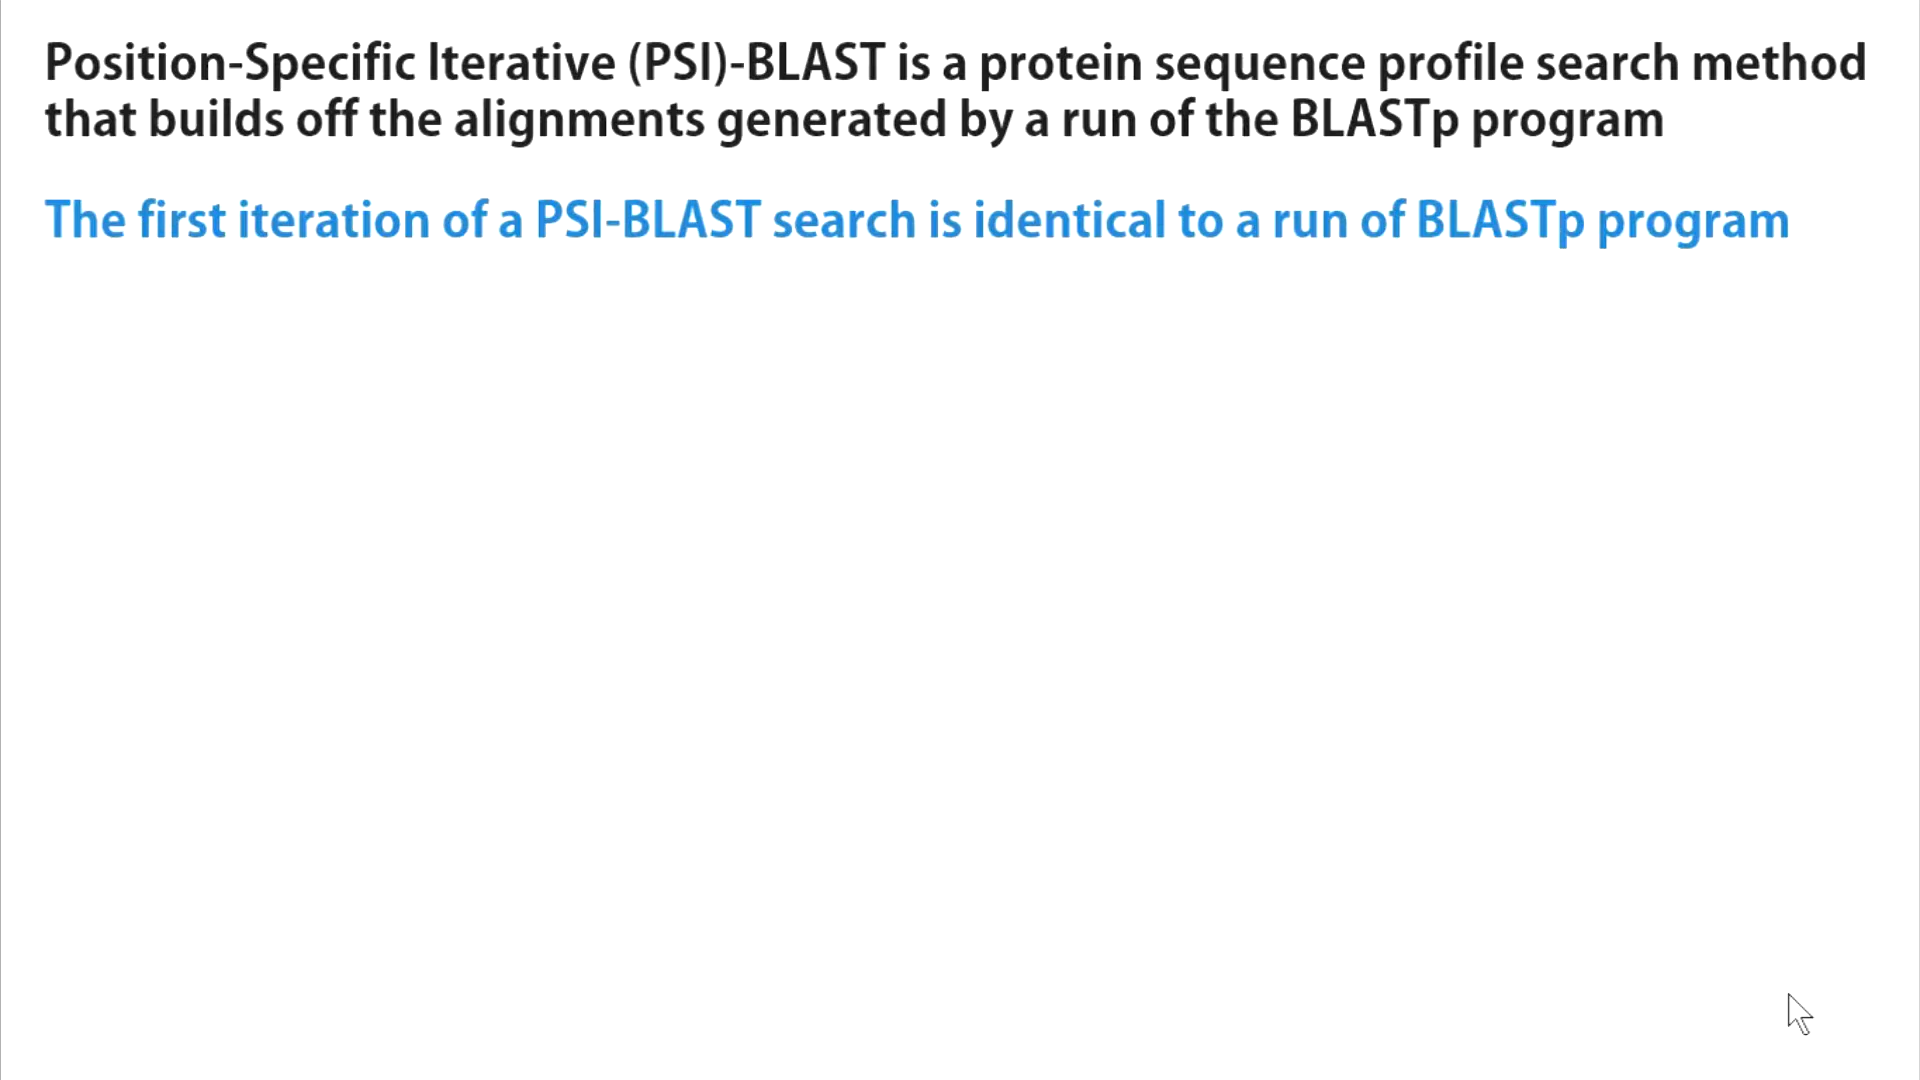 Position-Specific Iterative (PSI)-BLAST is a protein sequence profile search method
that builds off the alignments generated by a run of the BLASTp program
The first iteration of a PSI-BLAST search is identical to a run of BLASTp program